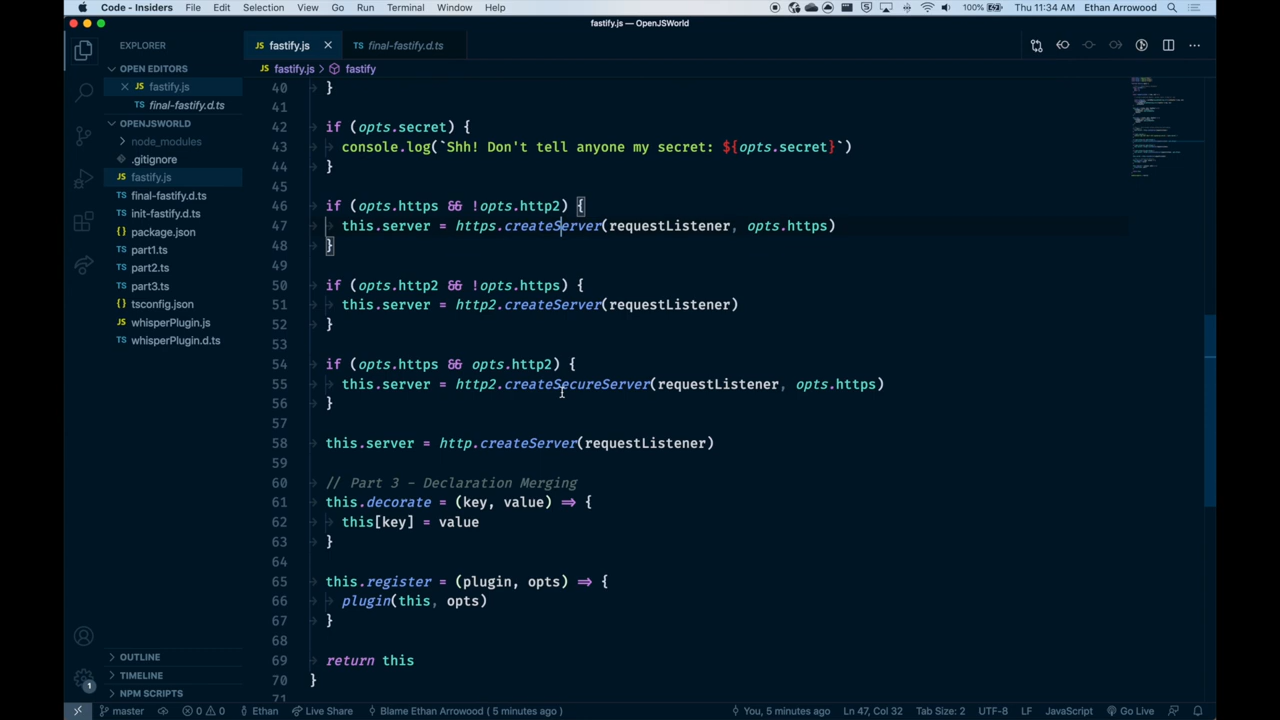 Code - Insiders File Edit Selection View Go Run Terminal Window Help 100% Thu 11:34 AM Ethan Arrowood
fastify.js — OpenJSWorld
EXPLORER
JS fastify.js × TS final-fastify.d.ts
OPEN EDITORS
JS fastify.js > fastify
× JS fastify.js
TS final-fastify.d.ts
OPENJSWORLD
node_modules
.gitignore
JS fastify.js
TS final-fastify.d.ts
TS init-fastify.d.ts
package.json
TS part1.ts
TS part2.ts
TS part3.ts
tsconfig.json
JS whisperPlugin.js
TS whisperPlugin.d.ts
OUTLINE
TIMELINE
NPM SCRIPTS
40 }
41
42 if (opts.secret) {
43 console.log(`Shh! Don't tell anyone my secret: ${opts.secret}`)
44 }
45
46 if (opts.https && !opts.http2) {
47 this.server = https.createServer(requestListener, opts.https)
48 }
49
50 if (opts.http2 && !opts.https) {
51 this.server = http2.createServer(requestListener)
52 }
53
54 if (opts.https && opts.http2) {
55 this.server = http2.createSecureServer(requestListener, opts.https)
56 }
57
58 this.server = http.createServer(requestListener)
59
60 // Part 3 - Declaration Merging
61 this.decorate = (key, value) => {
62 this[key] = value
63 }
64
65 this.register = (plugin, opts) => {
66 plugin(this, opts)
67 }
68
69 return this
70 }
71
1
master 0 0 Ethan Live Share Blame Ethan Arrowood ( 5 minutes ago ) You, 5 minutes ago Ln 47, Col 32 Tab Size: 2 UTF-8 LF JavaScript Go Live